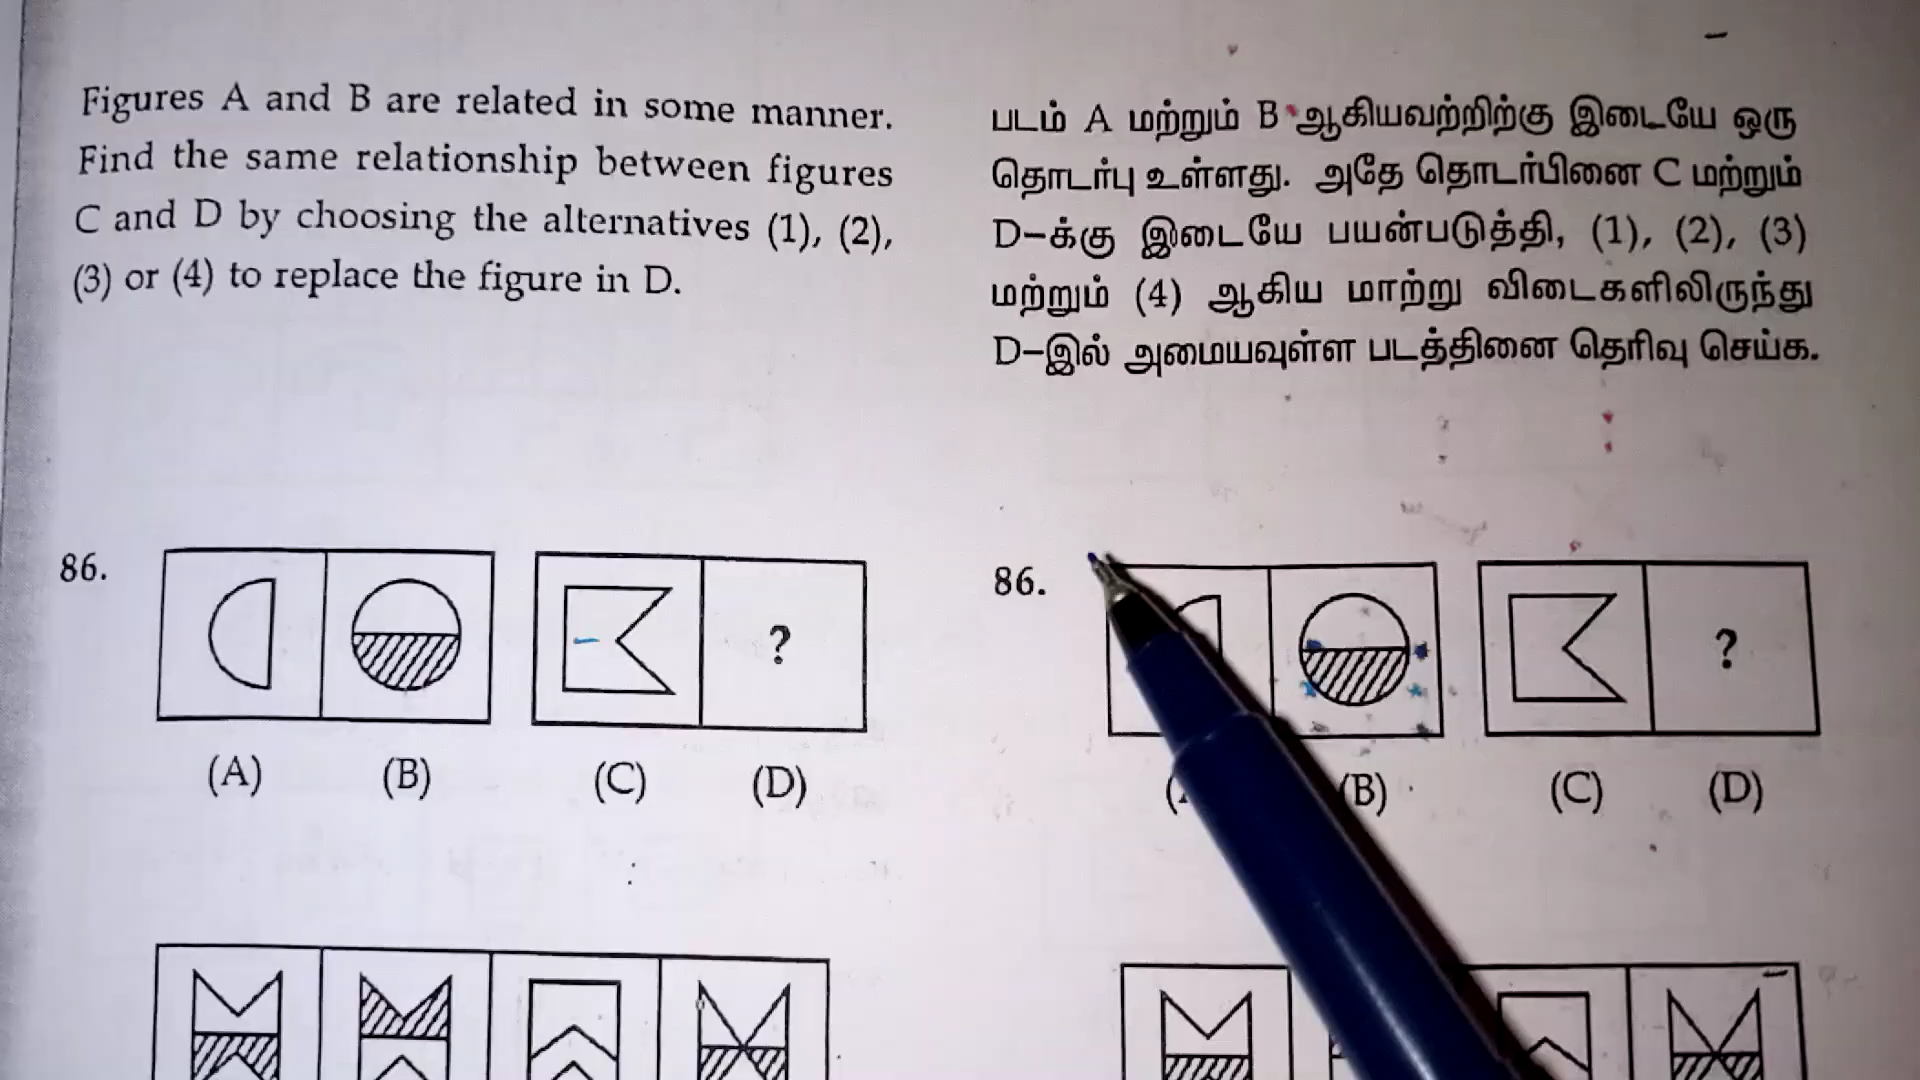 Figures A and B are related in some manner.
Find the same relationship between figures
C and D by choosing the alternatives (1), (2),
(3) or (4) to replace the figure in D.
படம் A மற்றும் B ஆகியவற்றிற்கு இடையே ஒரு
தொடர்பு உள்ளது. அதே தொடர்பினை C மற்றும்
D–க்கு இடையே பயன்படுத்தி, (1), (2), (3)
மற்றும் (4) ஆகிய மாற்று விடைகளிலிருந்து
D–இல் அமையவுள்ள படத்தினை தெரிவு செய்க.
86.
?
(A) (B) (C) (D)
86.
?
(B) (C) (D)